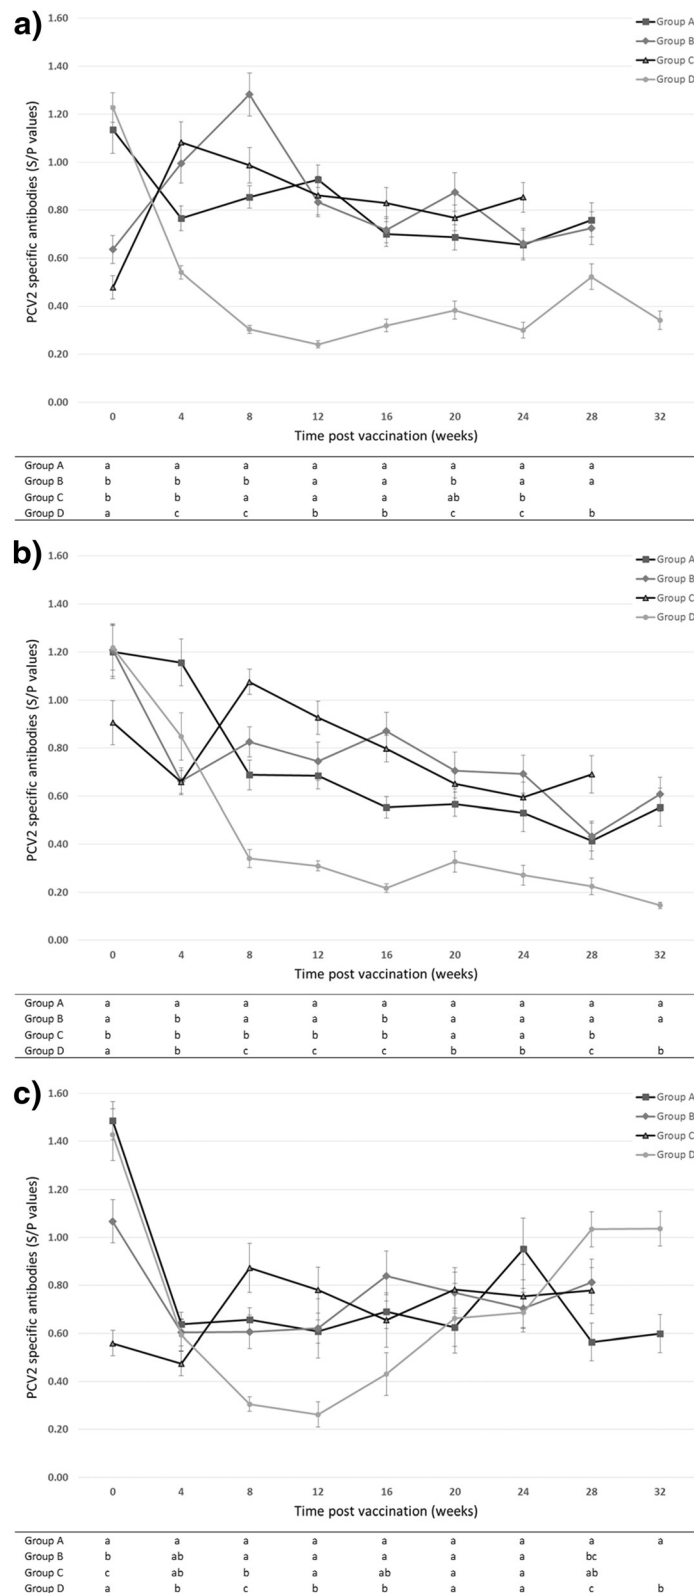 a)
PCV2 specific antibodies (S/P values)
1.60
1.40
1.20
1.00
0.80
0.60
0.40
0.20
0.00
Group A
Group B
Group C
Group D
0 4 8 12 16 20 24 28 32
Time post vaccination (weeks)
Group A a a a a a a a a
Group B b b b a a b a a
Group C b b a a a ab b
Group D a c c b b c c b
b)
PCV2 specific antibodies (S/P values)
1.60
1.40
1.20
1.00
0.80
0.60
0.40
0.20
0.00
Group A
Group B
Group C
Group D
0 4 8 12 16 20 24 28 32
Time post vaccination (weeks)
Group A a a a a a a a a a
Group B a b a a b a a a a
Group C b b b b b a a b
Group D a b c c c b b c b
c)
PCV2 specific antibodies (S/P values)
1.60
1.40
1.20
1.00
0.80
0.60
0.40
0.20
0.00
Group A
Group B
Group C
Group D
0 4 8 12 16 20 24 28 32
Time post vaccination (weeks)
Group A a a a a a a a a a
Group B b ab a a a a a bc
Group C c ab b a ab a a ab
Group D a b c b b a a c b